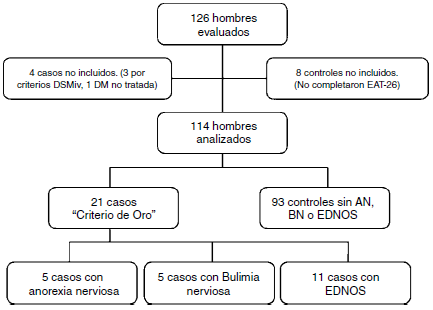 126 hombres
evaluados
4 casos no incluidos. (3 por
criterios DSMiv, 1 DM no tratada)
8 controles no incluidos.
(No completaron EAT-26)
114 hombres
analizados
21 casos
“Criterio de Oro”
93 controles sin AN,
BN o EDNOS
5 casos con
anorexia nerviosa
5 casos con Bulimia
nerviosa
11 casos con
EDNOS